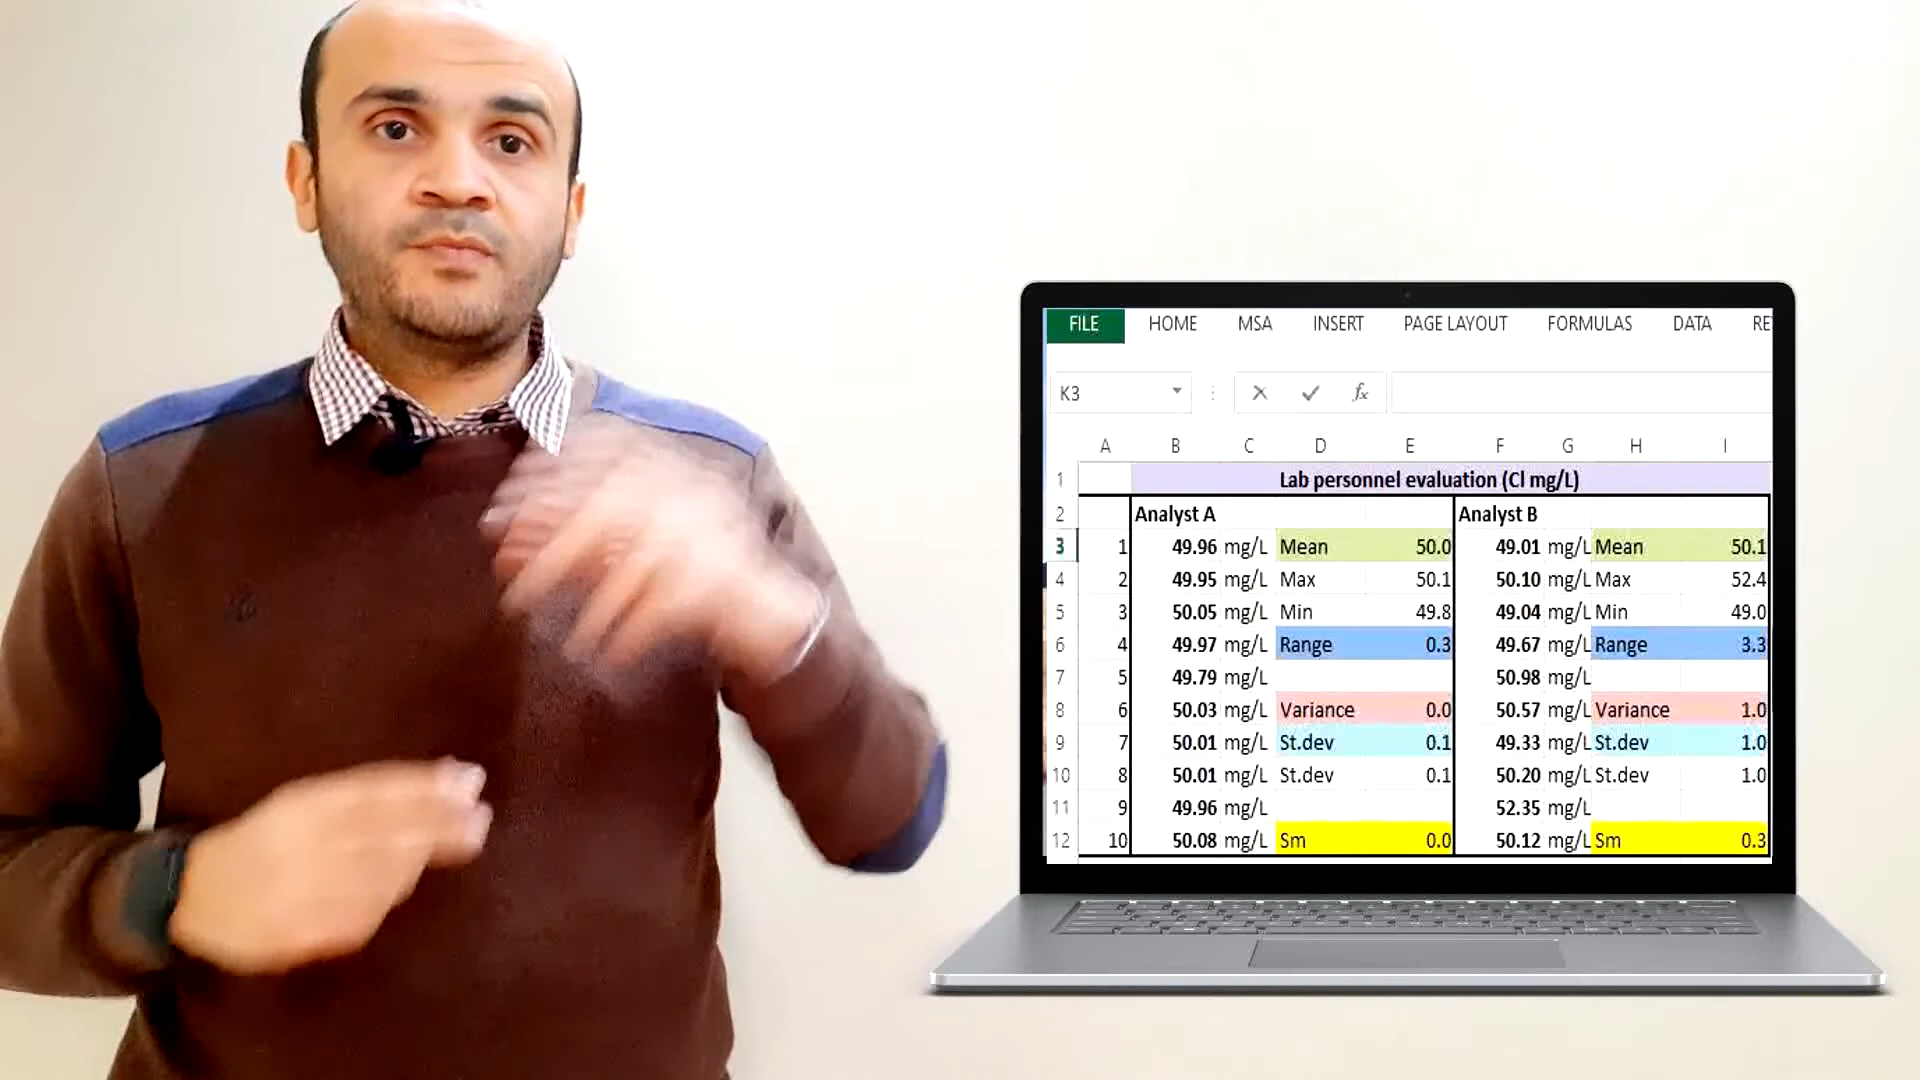 FILE HOME MSA INSERT PAGE LAYOUT FORMULAS DATA RE
K3 fx
A B C D E F G H I
1 Lab personnel evaluation (Cl mg/L)
2 Analyst A Analyst B
3 1 49.96 mg/L Mean 50.0 49.01 mg/L Mean 50.1
4 2 49.95 mg/L Max 50.1 50.10 mg/L Max 52.4
5 3 50.05 mg/L Min 49.8 49.04 mg/L Min 49.0
6 4 49.97 mg/L Range 0.3 49.67 mg/L Range 3.3
7 5 49.79 mg/L 50.98 mg/L
8 6 50.03 mg/L Variance 0.0 50.57 mg/L Variance 1.0
9 7 50.01 mg/L St.dev 0.1 49.33 mg/L St.dev 1.0
10 8 50.01 mg/L St.dev 0.1 50.20 mg/L St.dev 1.0
11 9 49.96 mg/L 52.35 mg/L
12 10 50.08 mg/L Sm 0.0 50.12 mg/L Sm 0.3